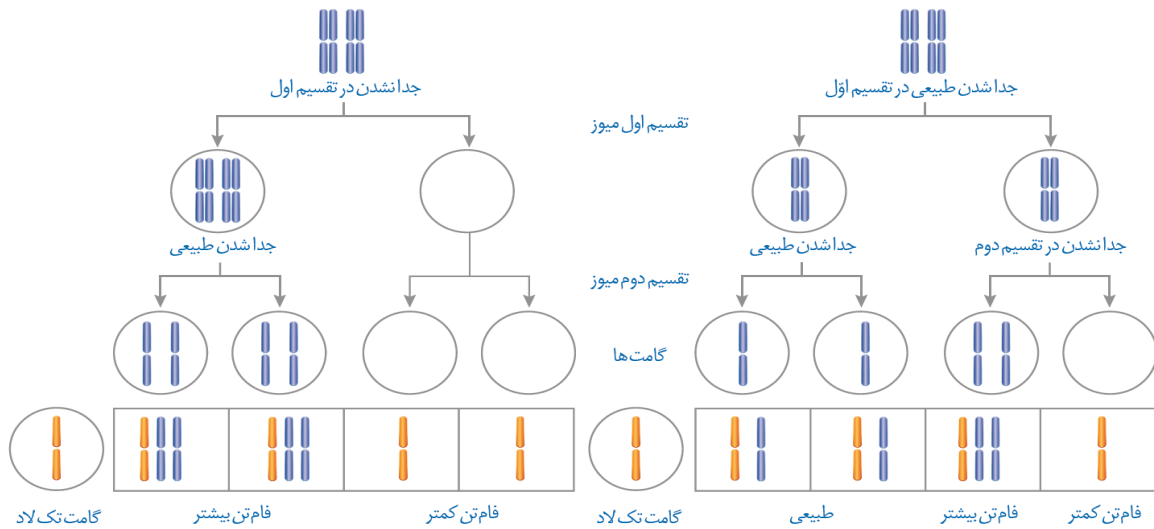 جدا شدن طبیعی در تقسیم اوّل
جدا نشدن در تقسیم اول
تقسیم اول میوز
جدا نشدن در تقسیم دوم
جدا شدن طبیعی
جدا شدن طبیعی
تقسیم دوم میوز
گامت‌ها
فام‌تن کمتر
فام‌تن بیشتر
طبیعی
گامت تک لاد
فام‌تن کمتر
فام‌تن بیشتر
گامت تک لاد